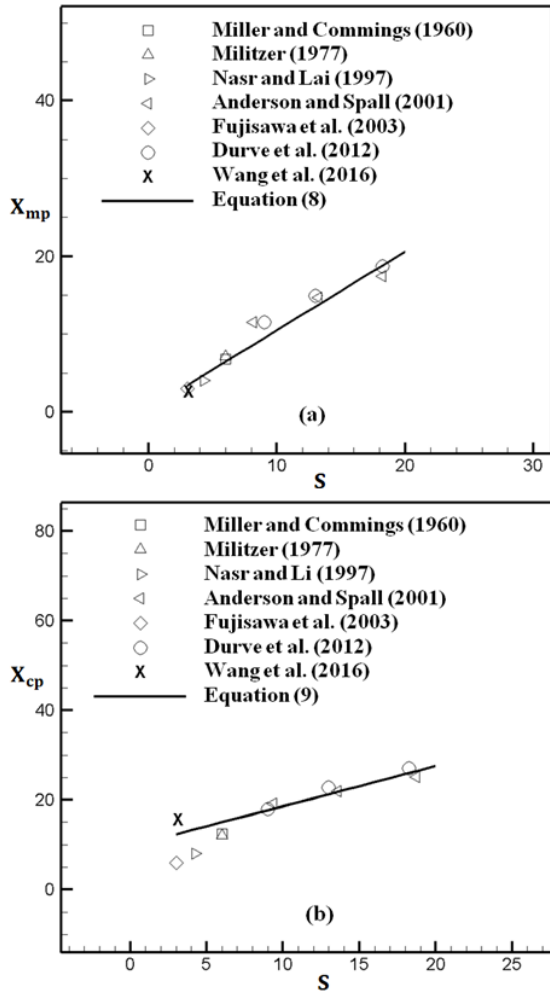 Miller and Commings (1960)
Militzer (1977)
Nasr and Lai (1997)
Anderson and Spall (2001)
Fujisawa et al. (2003)
Durve et al. (2012)
X Wang et al. (2016)
Equation (8)
40
Xmp
20
0
(a)
0 10 20 30
S
Miller and Commings (1960)
Militzer (1977)
Nasr and Li (1997)
Anderson and Spall (2001)
Fujisawa et al. (2003)
Durve et al. (2012)
X Wang et al. (2016)
Equation (9)
80
60
Xcp
40
20
0
X
(b)
0 5 10 15 20 25
S